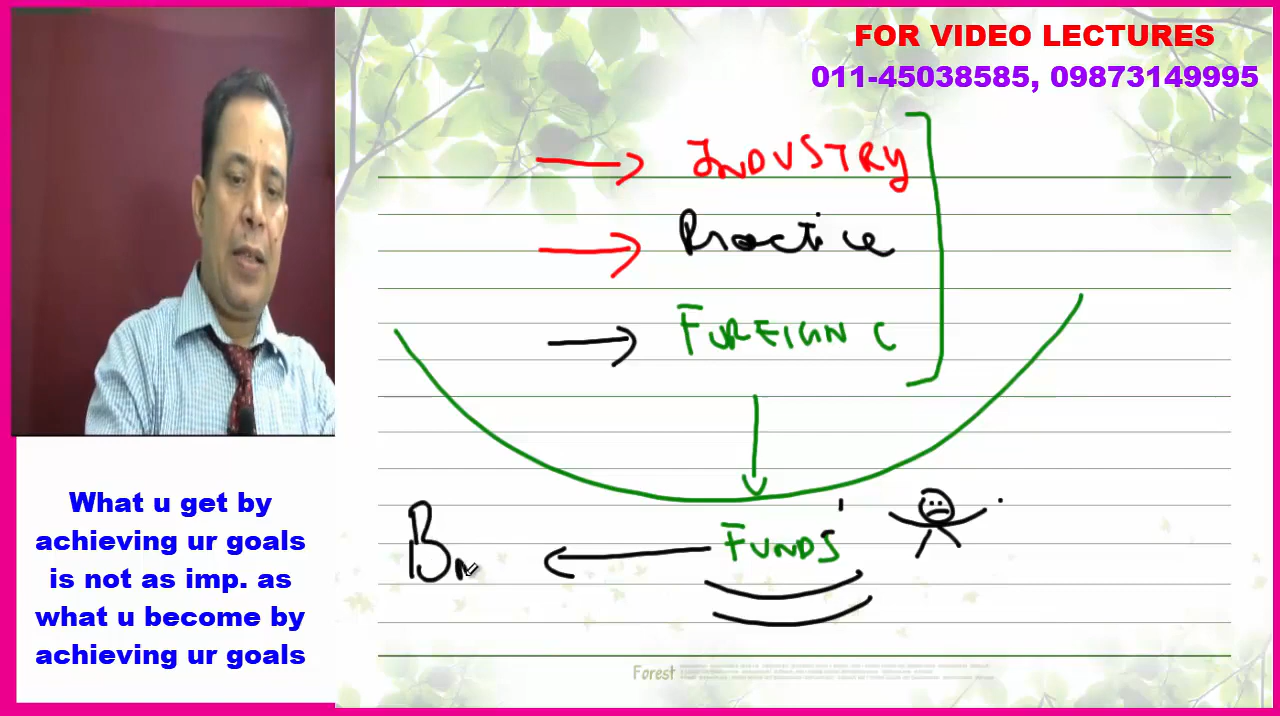 FOR VIDEO LECTURES
011-45038585, 09873149995
INDUSTRY
Practice
FOREIGN C
FUNDS
Bn
What u get by
achieving ur goals
is not as imp. as
what u become by
achieving ur goals
Forest